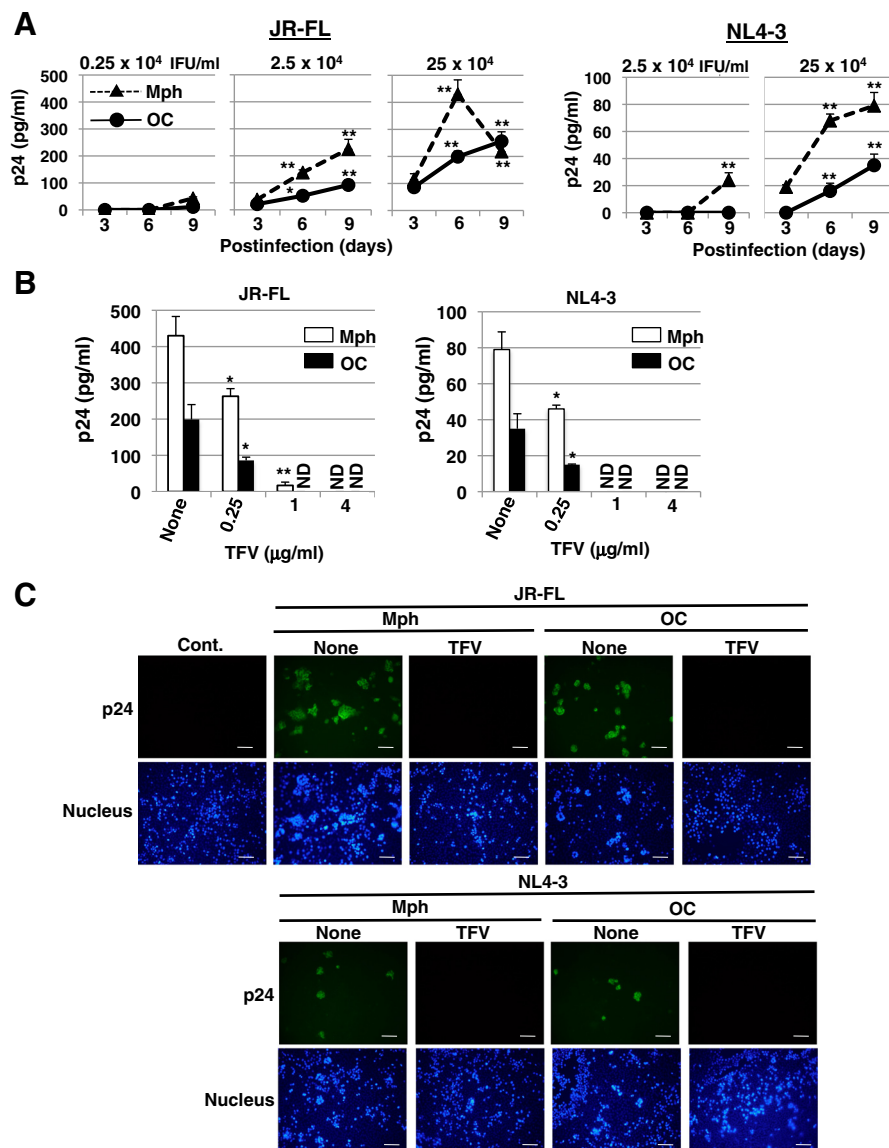 A
JR-FL
NL4-3
0.25 x 10⁴ IFU/ml
2.5 x 10⁴
25 x 10⁴
2.5 x 10⁴ IFU/ml
25 x 10⁴
p24 (pg/ml)
500
400
300
200
100
0
Mph
OC
**
*
**
**
**
**
**
**
3 6 9
3 6 9
3 6 9
Postinfection (days)
p24 (pg/ml)
100
80
60
40
20
0
**
**
**
**
**
3 6 9
3 6 9
Postinfection (days)
B
JR-FL
p24 (pg/ml)
500
400
300
200
100
0
Mph
OC
*
*
**
ND
ND
ND
None
0.25
1
4
TFV (µg/ml)
NL4-3
p24 (pg/ml)
80
60
40
20
0
Mph
OC
*
*
ND
ND
ND
ND
None
0.25
1
4
TFV (µg/ml)
C
JR-FL
Mph
OC
Cont.
None
TFV
None
TFV
p24
Nucleus
NL4-3
Mph
OC
None
TFV
None
TFV
p24
Nucleus